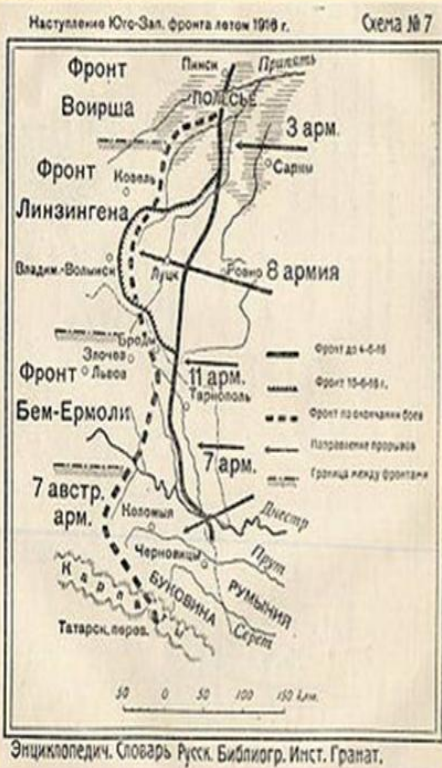 Наступление Юго-Зап. фронта летом 1916 г.
Схема № 7
Фронт
Воирша
Пинск
Припять
ПОЛЕСЬЕ
3 арм.
Сарны
Фронт
Линзингена
Ковель
Владим.-Волынск
Луцк
Ровно
8 армия
Броды
Злочев
Львов
Фронт
Бем-Ермоли
11 арм.
Тарнополь
7 арм.
Фронт до 4-6-16
Фронт 15-6-16 г.
Фронт по окончании боев
Направление прорывов
Граница между фронтами
7 австр.
арм.
Коломыя
Днестр
Черновицы
Прут
Карпаты
БУКОВИНА
РУМЫНИЯ
Серет
Татарск. перев.
50 0 50 100 150 klm.
Энциклопедич. Словарь Русск. Библиогр. Инст. Гранат.